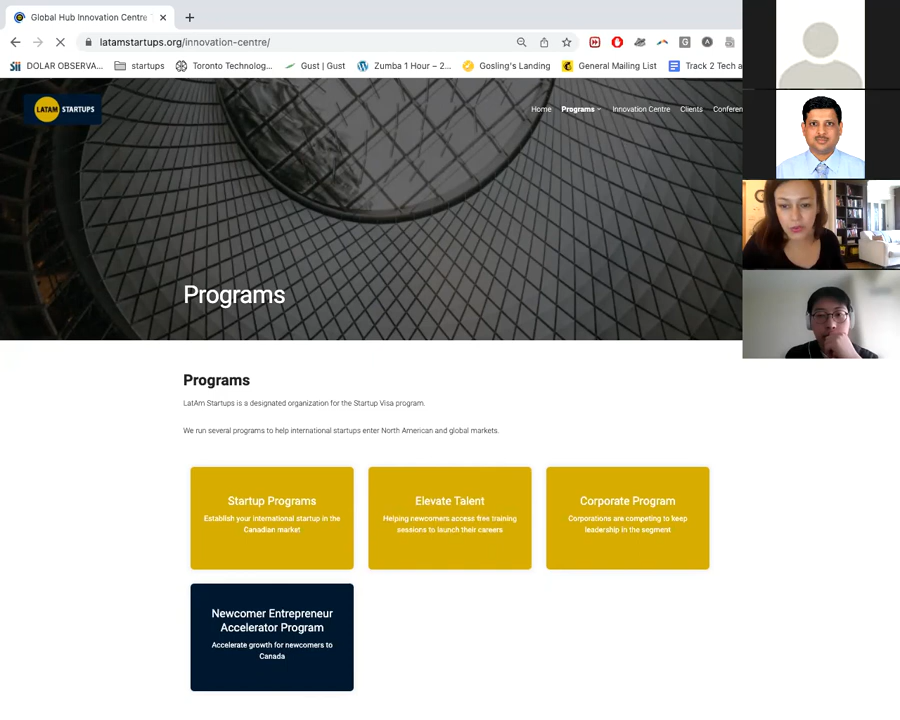 Global Hub Innovation Centre
latamstartups.org/innovation-centre/
DOLAR OBSERVA... startups Toronto Technolog... Gust | Gust Zumba 1 Hour – 2... Gosling's Landing General Mailing List Track 2 Tech a
LATAM STARTUPS
Home Programs Innovation Centre Clients Conferen
Programs
Programs
LatAm Startups is a designated organization for the Startup Visa program.
We run several programs to help international startups enter North American and global markets.
Startup Programs
Establish your international startup in the
Canadian market
Elevate Talent
Helping newcomers access free training
sessions to launch their careers
Corporate Program
Corporations are competing to keep
leadership in the segment
Newcomer Entrepreneur
Accelerator Program
Accelerate growth for newcomers to
Canada